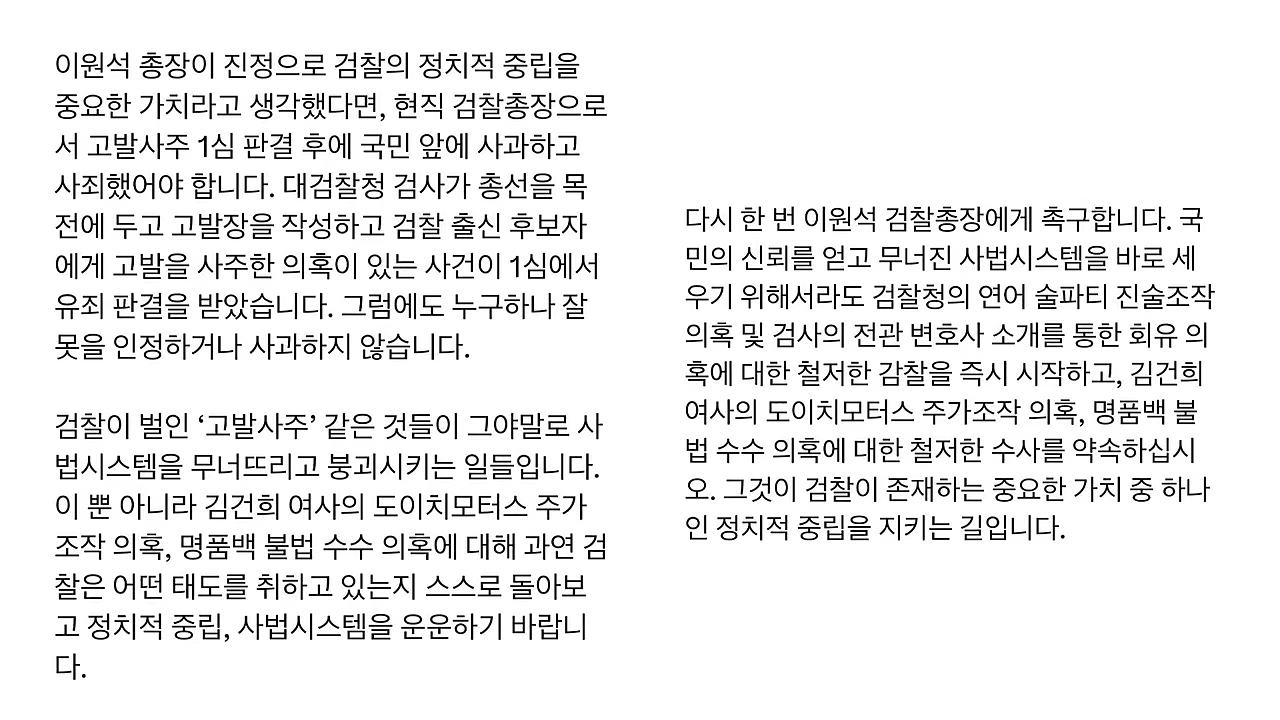 이원석 총장이 진정으로 검찰의 정치적 중립을
중요한 가치라고 생각했다면, 현직 검찰총장으로
서 고발사주 1심 판결 후에 국민 앞에 사과하고
사죄했어야 합니다. 대검찰청 검사가 총선을 목
전에 두고 고발장을 작성하고 검찰 출신 후보자
에게 고발을 사주한 의혹이 있는 사건이 1심에서
유죄 판결을 받았습니다. 그럼에도 누구하나 잘
못을 인정하거나 사과하지 않습니다.
검찰이 벌인 ‘고발사주’ 같은 것들이 그야말로 사
법시스템을 무너뜨리고 붕괴시키는 일들입니다.
이 뿐 아니라 김건희 여사의 도이치모터스 주가
조작 의혹, 명품백 불법 수수 의혹에 대해 과연 검
찰은 어떤 태도를 취하고 있는지 스스로 돌아보
고 정치적 중립, 사법시스템을 운운하기 바랍니
다.
다시 한 번 이원석 검찰총장에게 촉구합니다. 국
민의 신뢰를 얻고 무너진 사법시스템을 바로 세
우기 위해서라도 검찰청의 연어 술파티 진술조작
의혹 및 검사의 전관 변호사 소개를 통한 회유 의
혹에 대한 철저한 감찰을 즉시 시작하고, 김건희
여사의 도이치모터스 주가조작 의혹, 명품백 불
법 수수 의혹에 대한 철저한 수사를 약속하십시
오. 그것이 검찰이 존재하는 중요한 가치 중 하나
인 정치적 중립을 지키는 길입니다.